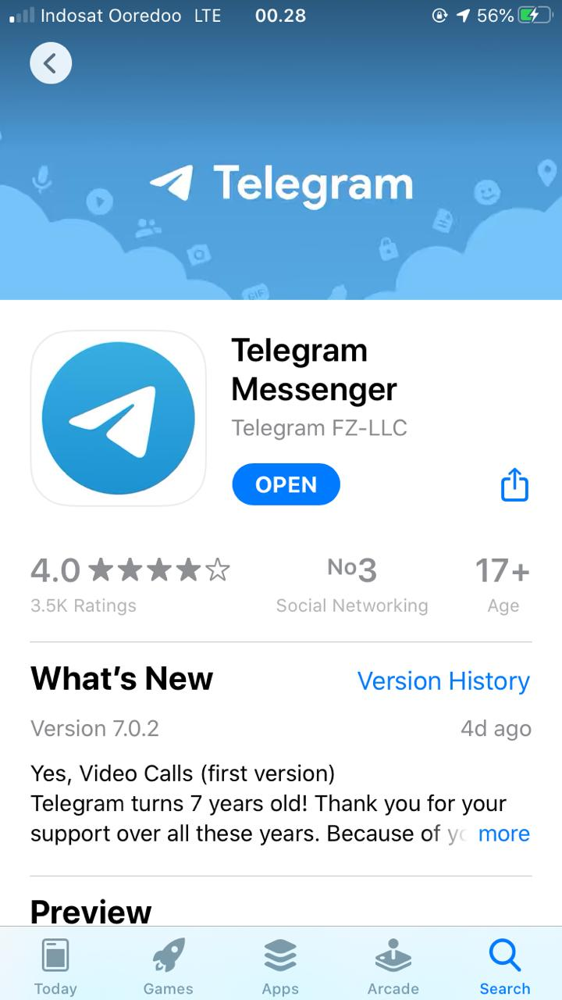 Indosat Ooredoo LTE 00.28 56%
Telegram
GIF
Telegram
Messenger
Telegram FZ-LLC
OPEN
4.0 ★★★★☆ No3 17+
3.5K Ratings Social Networking Age
What's New Version History
Version 7.0.2 4d ago
Yes, Video Calls (first version)
Telegram turns 7 years old! Thank you for your
support over all these years. Because of more
Preview
Today Games Apps Arcade Search